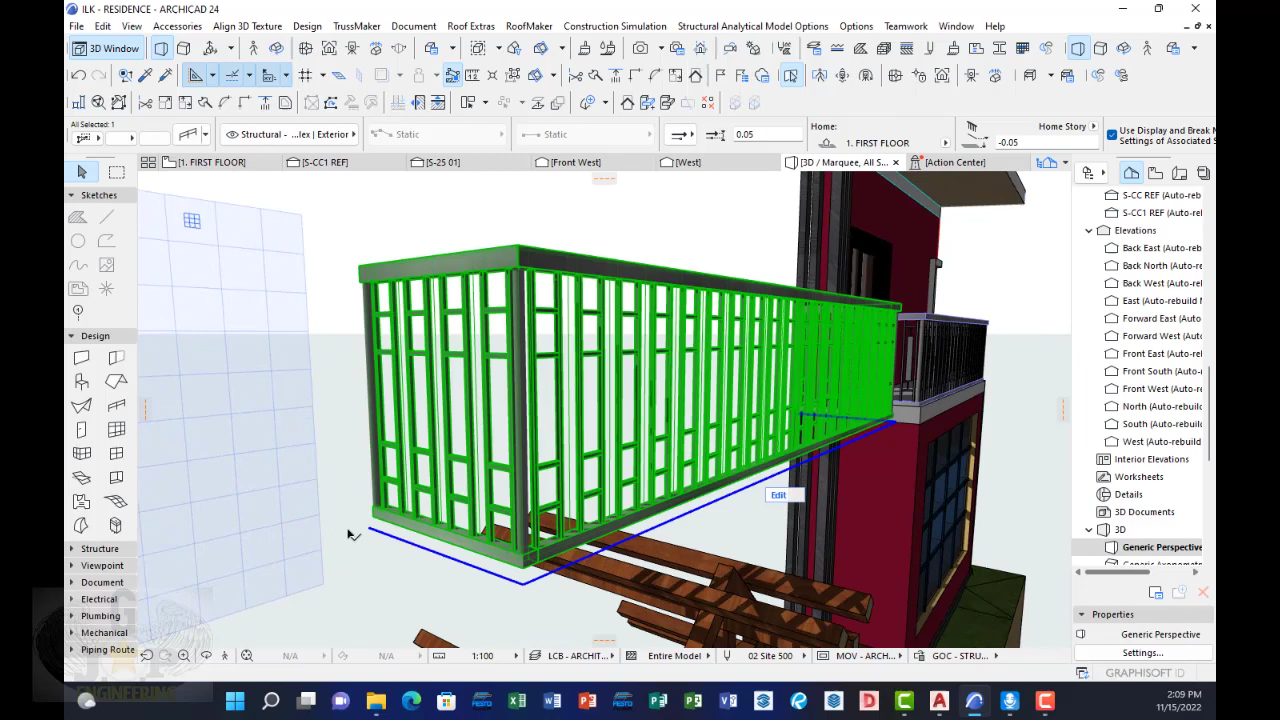 ILK - RESIDENCE - ARCHICAD 24
File Edit View Accessories Align 3D Texture Design TrussMaker Document Roof Extras RoofMaker Construction Simulation Structural Analytical Model Options Options Teamwork Window Help
3D Window
All Selected: 1
Structural - ...lex | Exterior
Static
Static
0.05
Home:
1. FIRST FLOOR
Home Story
-0.05
Use Display and Break M
Settings of Associated S
[1. FIRST FLOOR]
[S-CC1 REF]
[S-25 01]
[Front West]
[West]
[3D / Marquee, All S...
[Action Center]
Sketches
Design
Structure
Viewpoint
Document
Electrical
Plumbing
Mechanical
Piping Route
Edit
S-CC REF (Auto-reb
S-CC1 REF (Auto-re
Elevations
Back East (Auto-reb
Back North (Auto-re
Back West (Auto-re
East (Auto-rebuild M
Forward East (Auto-
Forward West (Auto
Front East (Auto-re
Front South (Auto-r
Front West (Auto-re
North (Auto-rebuild
South (Auto-rebuild
West (Auto-rebuild
Interior Elevations
Worksheets
Details
3D Documents
3D
Generic Perspective
Properties
Generic Perspective
Settings...
GRAPHISOFT ID
N/A
N/A
1:100
LCB - ARCHIT...
Entire Model
02 Site 500
MOV - ARCH...
GOC - STRU...
ENGINEERING
2:09 PM
11/15/2022